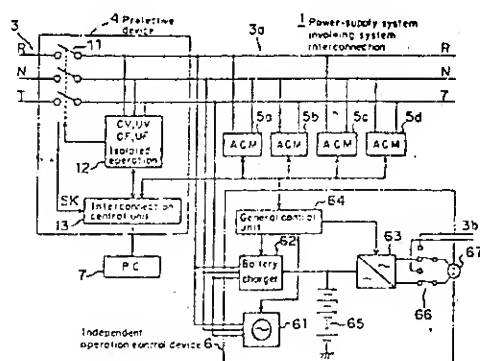 4 Protective device
1 Power-supply system involving system interconnection
3
11
3a
R
R
N
N
T
7
OV,UV
OF,UF
Isolated operation
12
5a
5b
5c
5d
ACM
ACM
ACM
ACM
SK
Interconnection control unit
13
64
General control unit
62
63
3b
67
7
PC
Battery charger
66
61
65
Independent operation control device
6